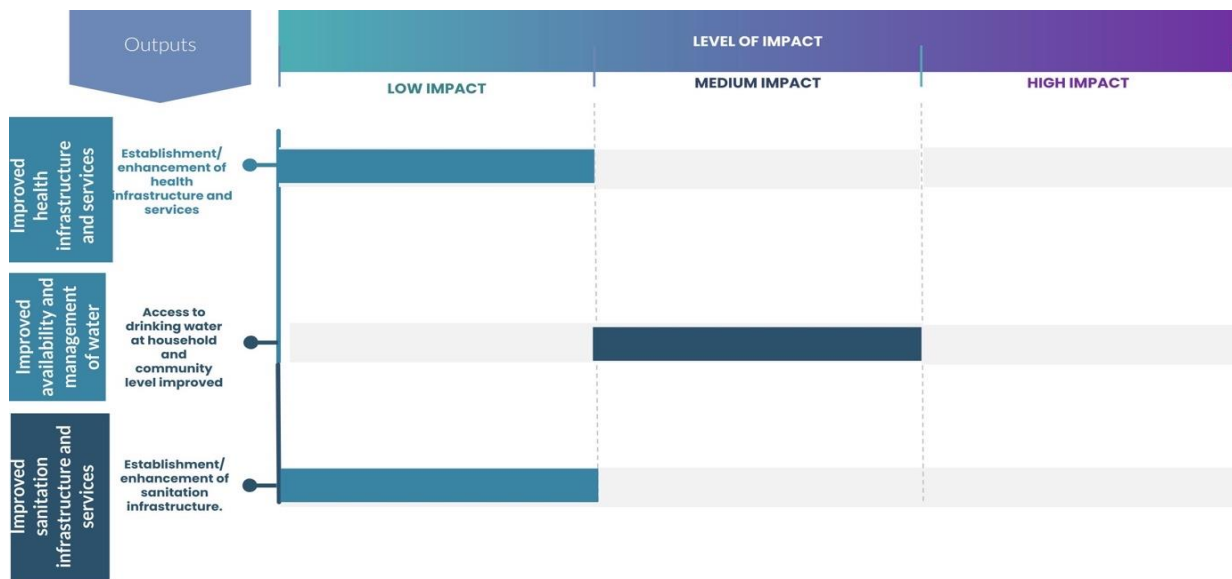 Outputs
LEVEL OF IMPACT
LOW IMPACT
MEDIUM IMPACT
HIGH IMPACT
Improved
health
infrastructure
and services
Establishment/
enhancement of
health
infrastructure and
services
Improved
availability and
management
of water
Access to
drinking water
at household
and
community
level improved
Improved
sanitation
infrastructure and
services
Establishment/
enhancement of
sanitation
infrastructure.